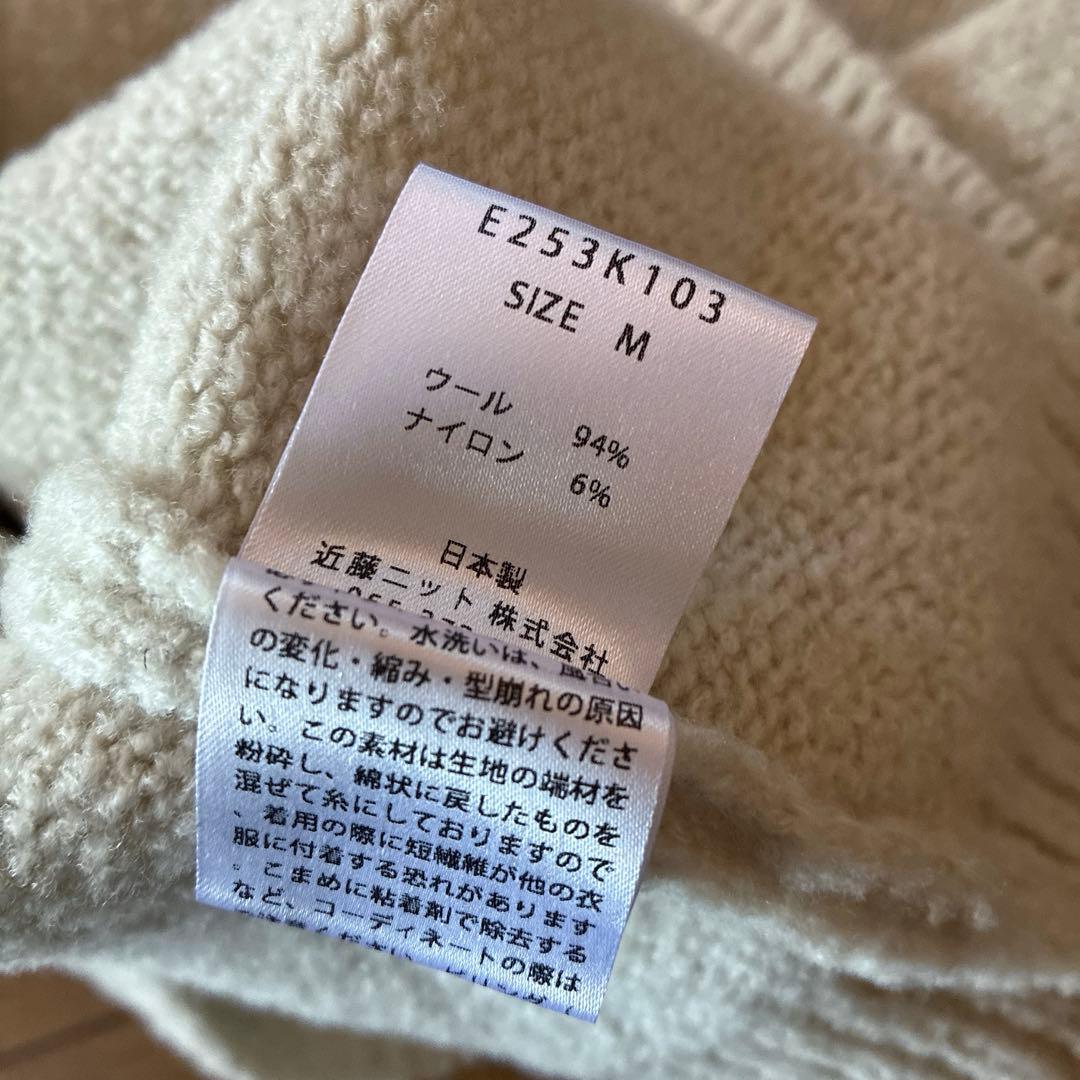 E253K103
SIZE M
ウール 94%
ナイロン 6%
日本製
近藤ニット株式会社
ください。水洗いは、風合い
の変化・縮み・型崩れの原因
になりますのでお避けくださ
い。この素材は生地の端材を
粉砕し、綿状に戻したものを
混ぜて糸にしておりますので
、着用の際に短繊維が他の衣
服に付着する恐れがあります
。こまめに粘着剤で除去する
など、コーディネートの際は